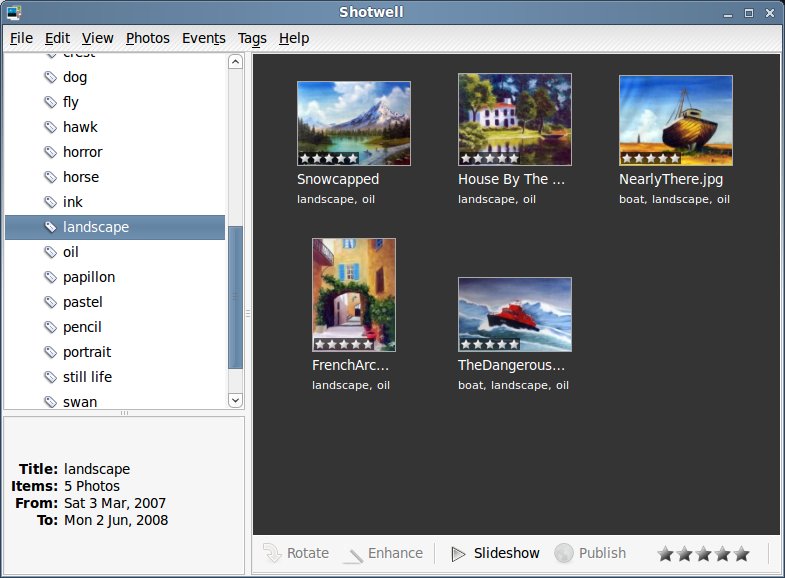 Shotwell
File Edit View Photos Events Tags Help
crest
dog
fly
hawk
horror
horse
ink
landscape
oil
papillon
pastel
pencil
portrait
still life
swan
Title: landscape
Items: 5 Photos
From: Sat 3 Mar, 2007
To: Mon 2 Jun, 2008
Snowcapped
landscape, oil
House By The ...
landscape, oil
NearlyThere.jpg
boat, landscape, oil
FrenchArc...
landscape, oil
TheDangerous...
boat, landscape, oil
Rotate Enhance Slideshow Publish